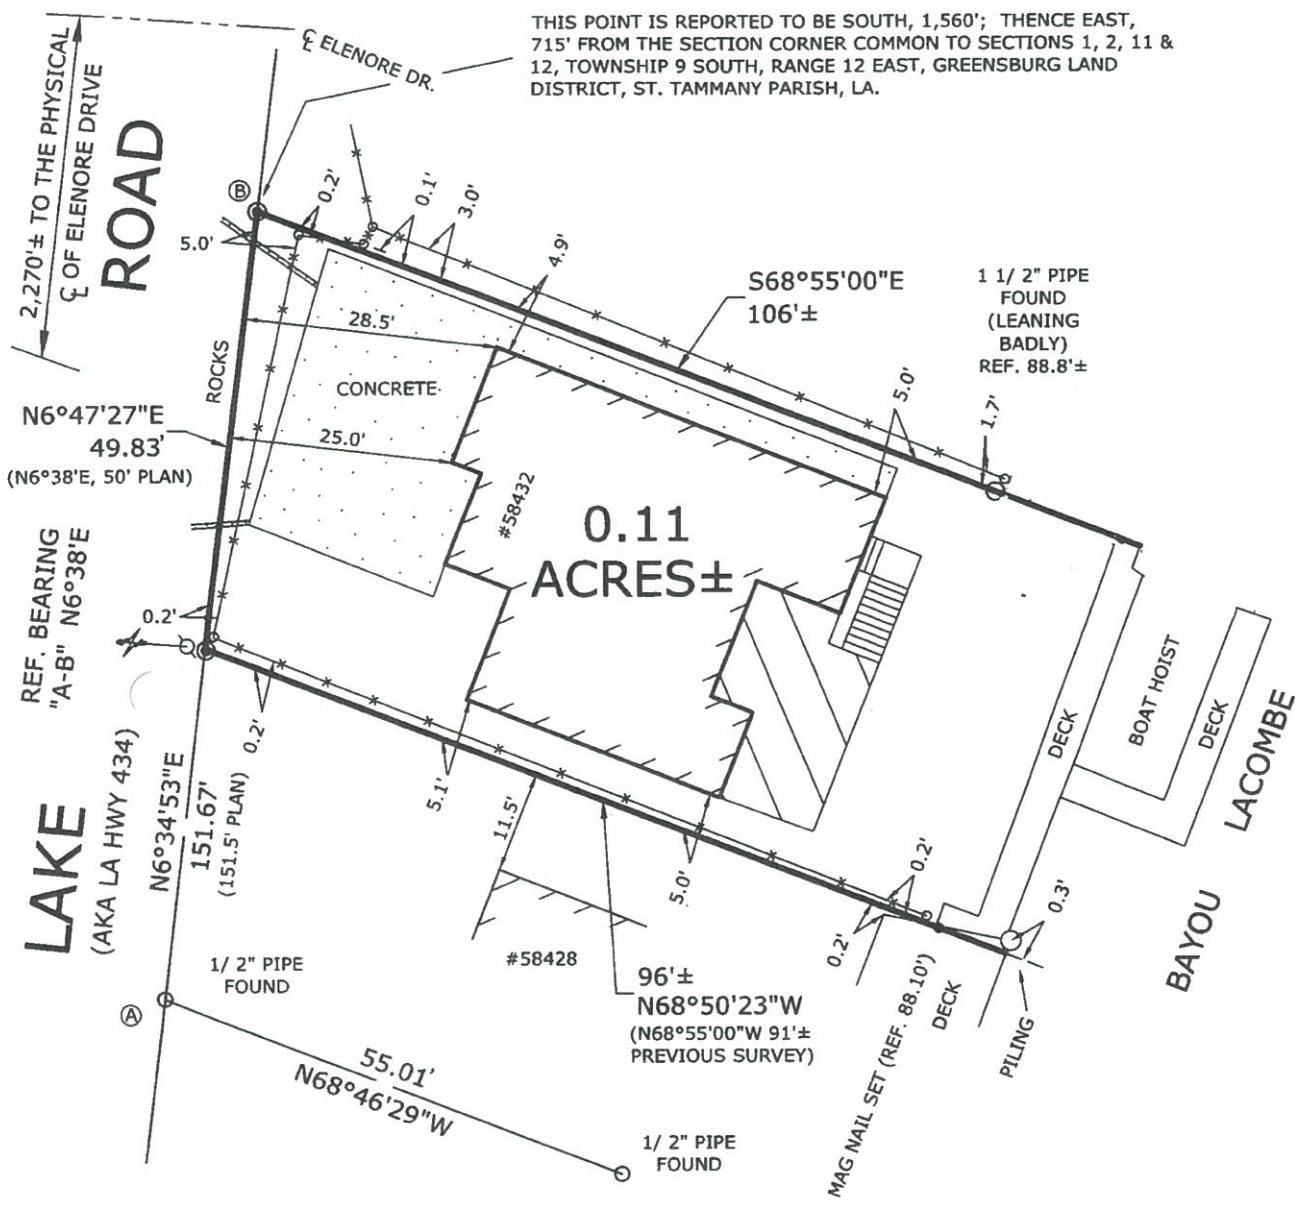 THIS POINT IS REPORTED TO BE SOUTH, 1,560'; THENCE EAST,
715' FROM THE SECTION CORNER COMMON TO SECTIONS 1, 2, 11 &
12, TOWNSHIP 9 SOUTH, RANGE 12 EAST, GREENSBURG LAND
DISTRICT, ST. TAMMANY PARISH, LA.
℄ ELENORE DR.
2,270'± TO THE PHYSICAL
℄ OF ELENORE DRIVE
ROAD
B
0.2'
0.1'
3.0'
5.0'
4.9'
S68°55'00"E
106'±
1 1/ 2" PIPE
FOUND
(LEANING
BADLY)
REF. 88.8'±
28.5'
ROCKS
CONCRETE
5.0'
1.7'
N6°47'27"E
49.83'
(N6°38'E, 50' PLAN)
25.0'
#58432
0.11
ACRES±
REF. BEARING
"A-B" N6°38'E
0.2'
0.2'
BOAT HOIST
DECK
DECK
LACOMBE
BAYOU
LAKE
(AKA LA HWY 434)
N6°34'53"E
151.67'
(151.5' PLAN)
5.1'
11.5'
5.0'
0.2'
0.2'
0.3'
#58428
96'±
N68°50'23"W
(N68°55'00"W 91'±
PREVIOUS SURVEY)
MAG NAIL SET (REF. 88.10')
DECK
PILING
1/ 2" PIPE
FOUND
A
55.01'
N68°46'29"W
1/ 2" PIPE
FOUND